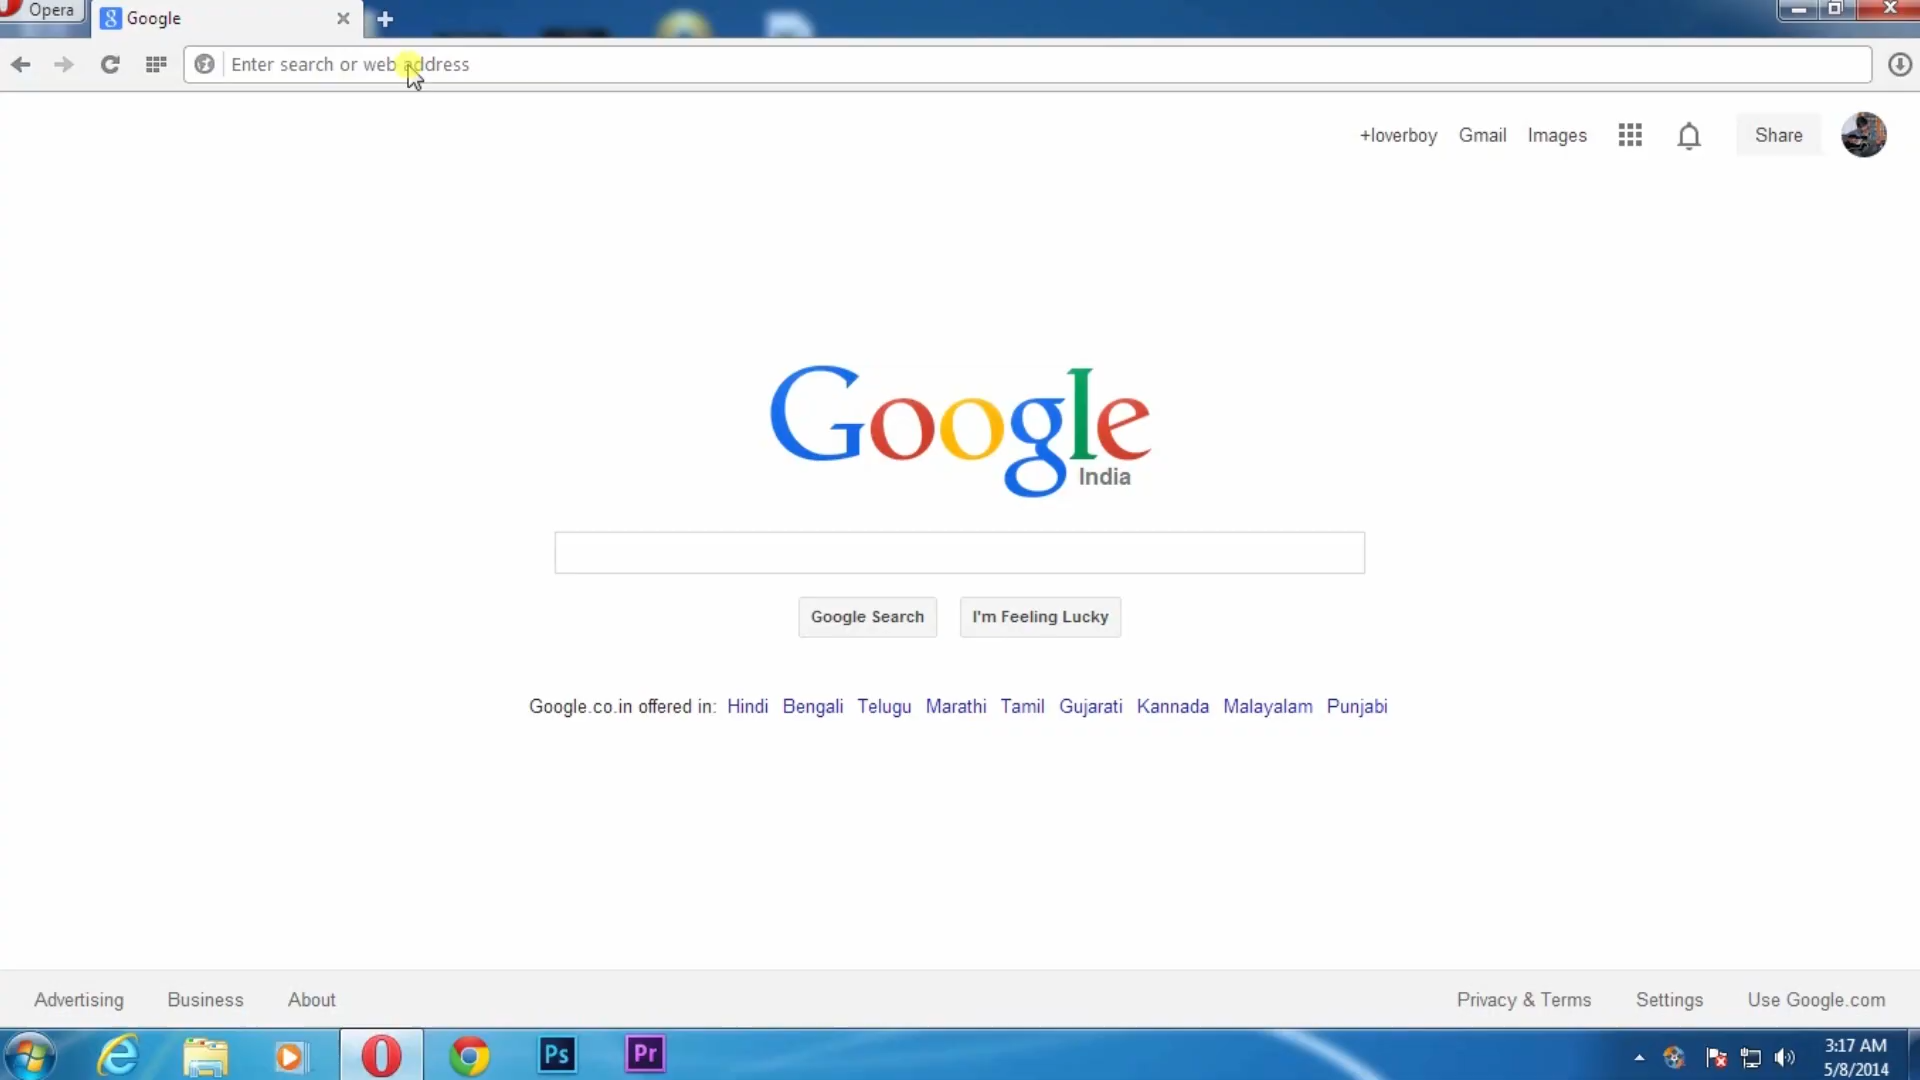 Opera
Google
Enter search or web address
+loverboy Gmail Images Share
Google
India
Google Search I'm Feeling Lucky
Google.co.in offered in: Hindi Bengali Telugu Marathi Tamil Gujarati Kannada Malayalam Punjabi
Advertising Business About Privacy & Terms Settings Use Google.com
Ps Pr
3:17 AM
5/8/2014